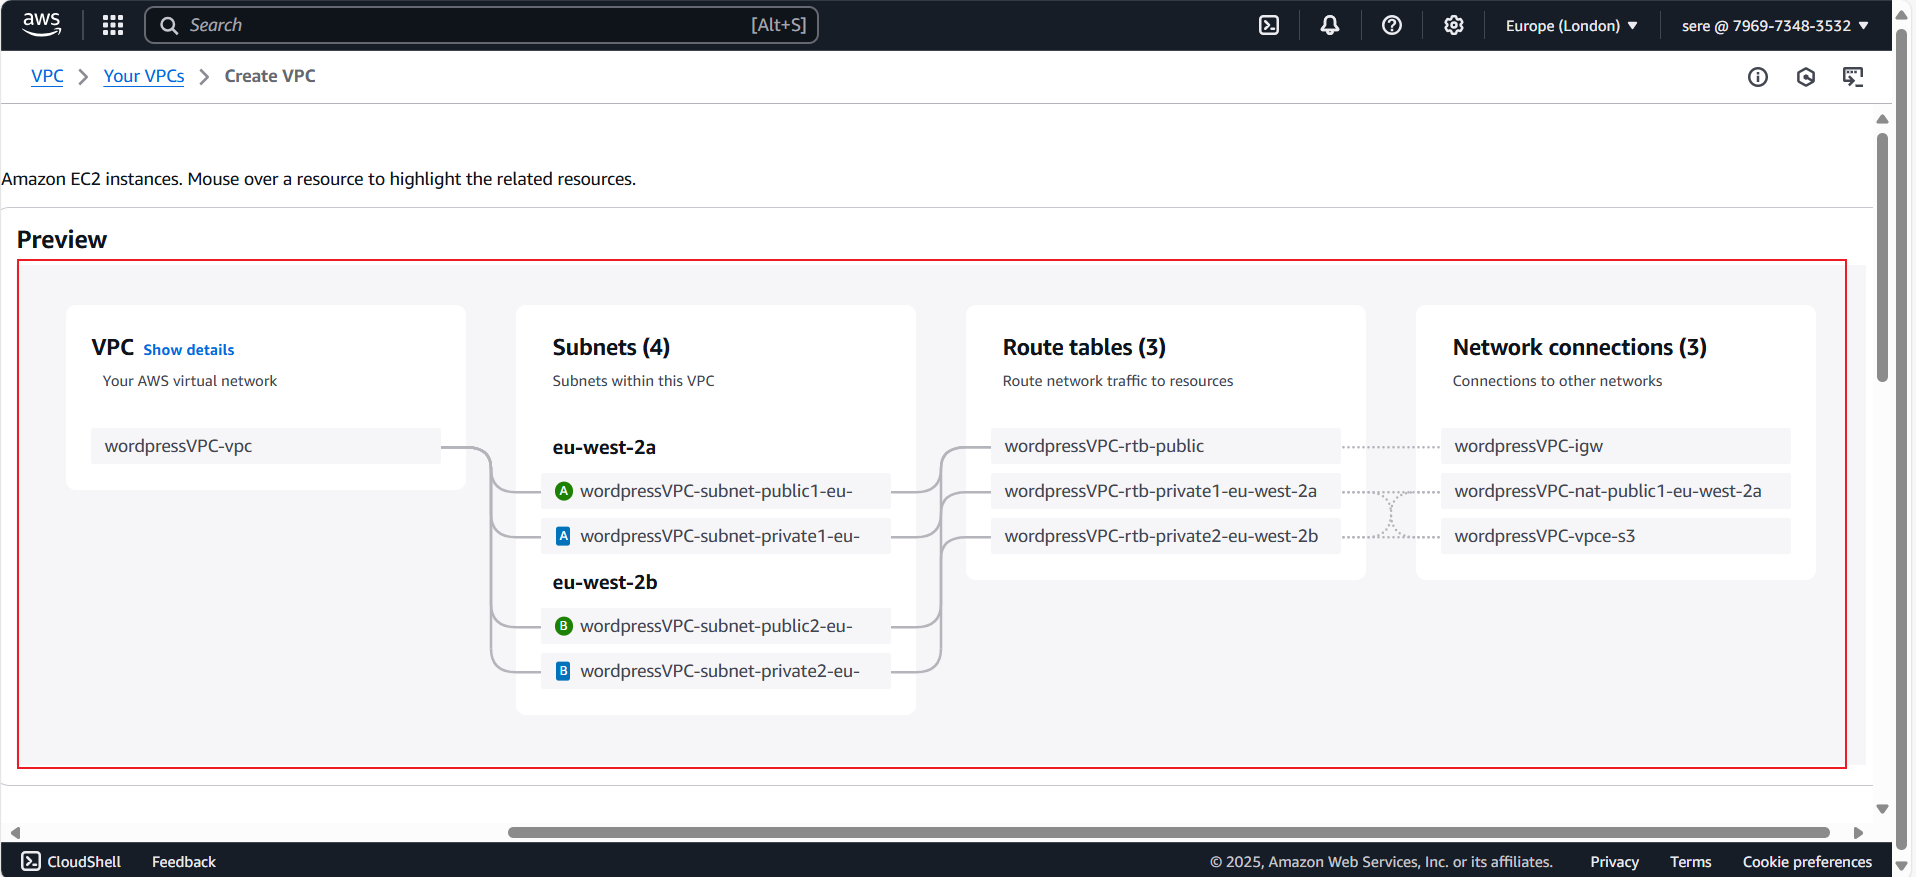 aws
Search [Alt+S]
Europe (London)
sere @ 7969-7348-3532
VPC
Your VPCs
Create VPC
Amazon EC2 instances. Mouse over a resource to highlight the related resources.
Preview
VPC Show details
Your AWS virtual network
wordpressVPC-vpc
Subnets (4)
Subnets within this VPC
eu-west-2a
A wordpressVPC-subnet-public1-eu-
A wordpressVPC-subnet-private1-eu-
eu-west-2b
B wordpressVPC-subnet-public2-eu-
B wordpressVPC-subnet-private2-eu-
Route tables (3)
Route network traffic to resources
wordpressVPC-rtb-public
wordpressVPC-rtb-private1-eu-west-2a
wordpressVPC-rtb-private2-eu-west-2b
Network connections (3)
Connections to other networks
wordpressVPC-igw
wordpressVPC-nat-public1-eu-west-2a
wordpressVPC-vpce-s3
CloudShell
Feedback
© 2025, Amazon Web Services, Inc. or its affiliates.
Privacy
Terms
Cookie preferences